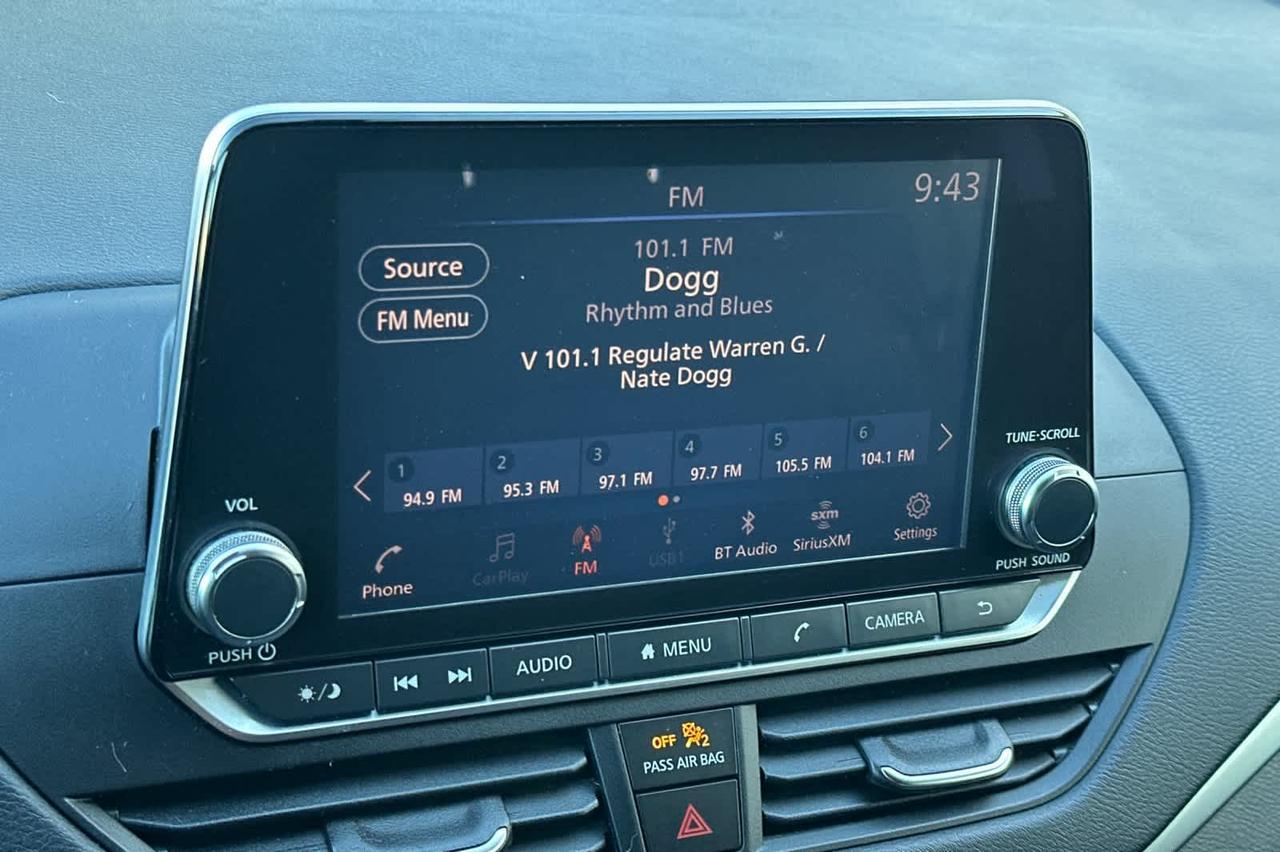 FM
9:43
101.1 FM
Source
Dogg
FM Menu
Rhythm and Blues
V 101.1 Regulate Warren G. /
Nate Dogg
1 2 3 4 5 6
94.9 FM 95.3 FM 97.1 FM 97.7 FM 105.5 FM 104.1 FM
Phone CarPlay FM USB1 BT Audio SiriusXM Settings
sxm
VOL
PUSH
TUNE·SCROLL
PUSH SOUND
AUDIO MENU CAMERA
OFF 2
PASS AIR BAG